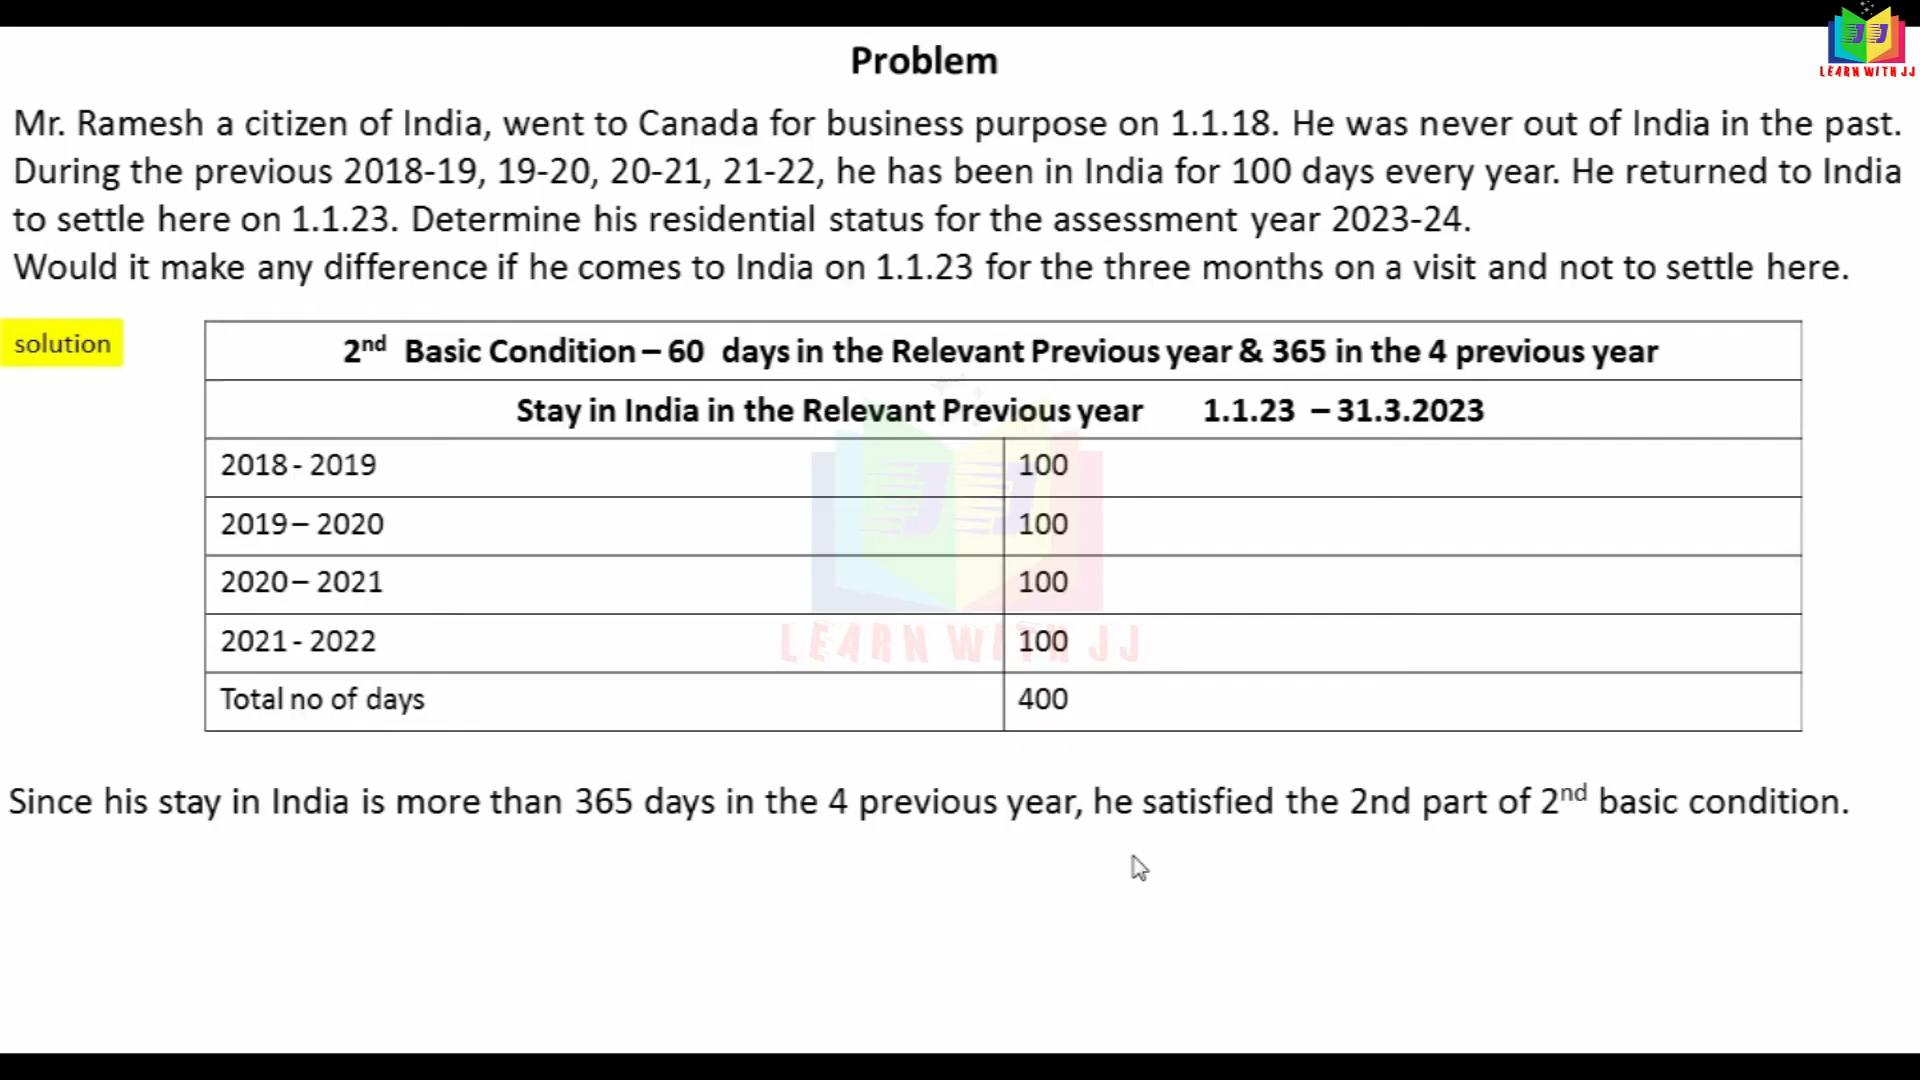 LEARN WITH JJ
Problem
Mr. Ramesh a citizen of India, went to Canada for business purpose on 1.1.18. He was never out of India in the past.
During the previous 2018-19, 19-20, 20-21, 21-22, he has been in India for 100 days every year. He returned to India
to settle here on 1.1.23. Determine his residential status for the assessment year 2023-24.
Would it make any difference if he comes to India on 1.1.23 for the three months on a visit and not to settle here.
solution
2nd Basic Condition – 60 days in the Relevant Previous year & 365 in the 4 previous year
Stay in India in the Relevant Previous year 1.1.23 – 31.3.2023
2018 - 2019 100
2019 – 2020 100
2020 – 2021 100
2021 - 2022 100
LEARN WITH JJ
Total no of days 400
Since his stay in India is more than 365 days in the 4 previous year, he satisfied the 2nd part of 2nd basic condition.